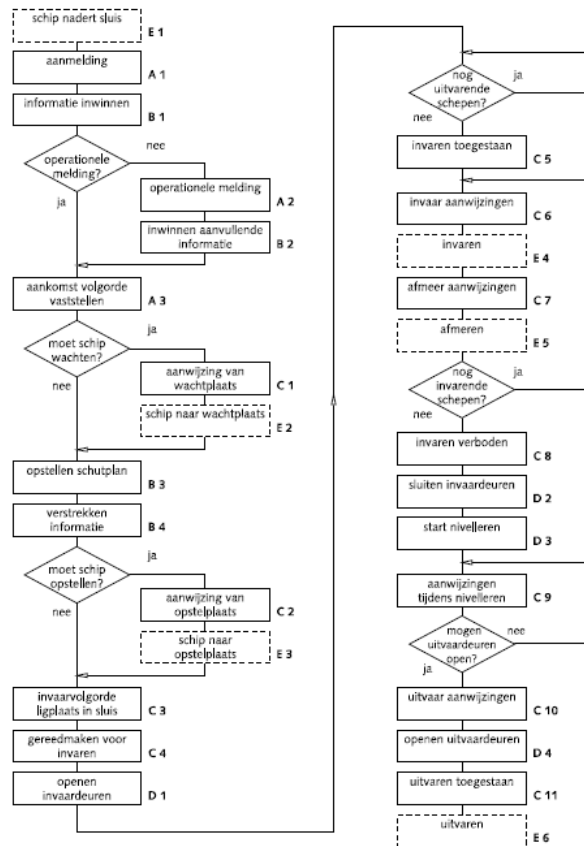 schip nadert sluis
E 1
aanmelding
A 1
informatie inwinnen
B 1
operationele
melding?
nee
ja
operationele melding
A 2
inwinnen aanvullende
informatie
B 2
aankomst volgorde
vaststellen
A 3
moet schip
wachten?
ja
nee
aanwijzing van
wachtplaats
C 1
schip naar wachtplaats
E 2
opstellen schutplan
B 3
verstrekken
informatie
B 4
moet schip
opstellen?
ja
nee
aanwijzing van
opstelplaats
C 2
schip naar
opstelplaats
E 3
invaarvolgorde
ligplaats in sluis
C 3
gereedmaken voor
invaren
C 4
openen
invaardeuren
D 1
nog
uitvarende
schepen?
ja
nee
invaren toegestaan
C 5
invaar aanwijzingen
C 6
invaren
E 4
afmeer aanwijzingen
C 7
afmeren
E 5
nog
invarende
schepen?
ja
nee
invaren verboden
C 8
sluiten invaardeuren
D 2
start nivelleren
D 3
aanwijzingen
tijdens nivelleren
C 9
mogen
uitvaardeuren
open?
nee
ja
uitvaar aanwijzingen
C 10
openen uitvaardeuren
D 4
uitvaren toegestaan
C 11
uitvaren
E 6